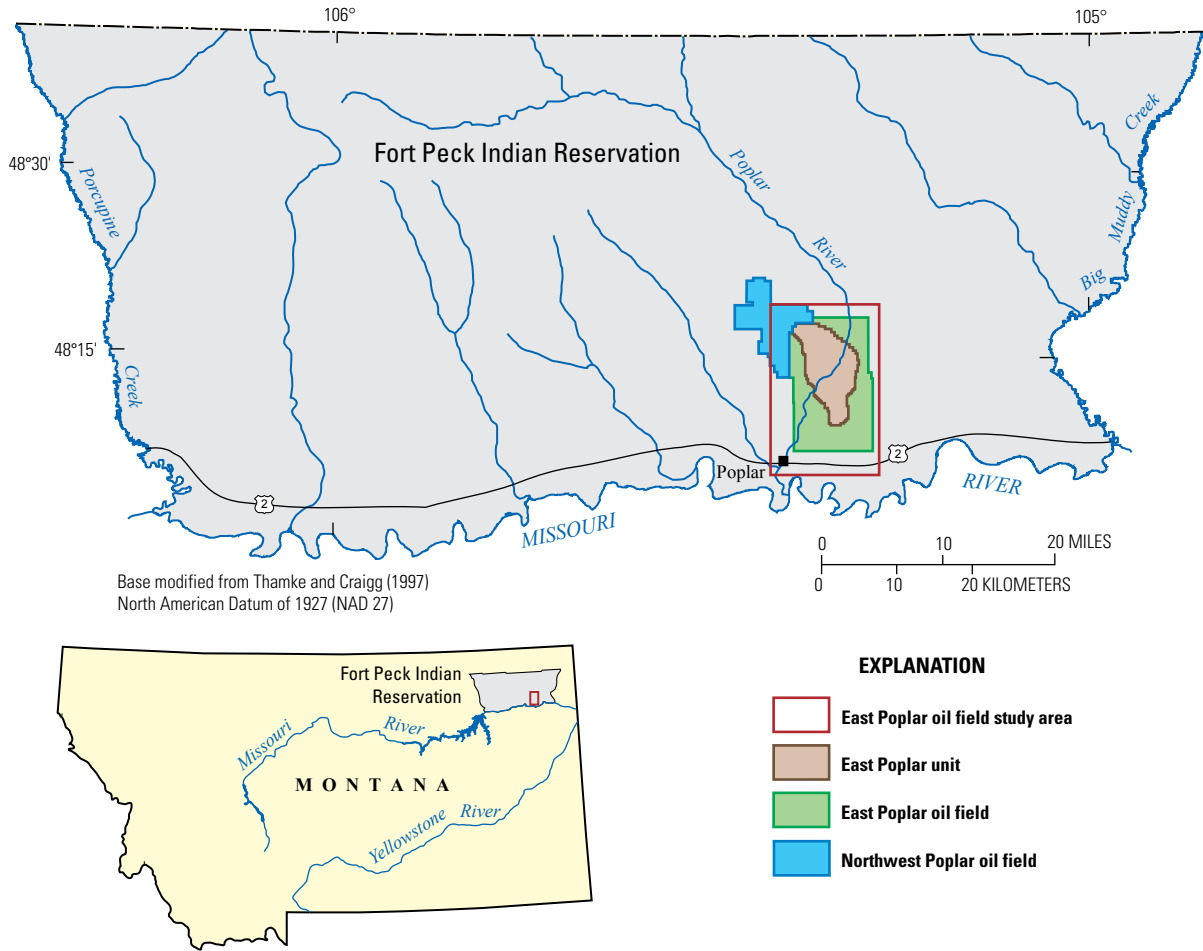 106°
105°
48°30'
48°15'
Fort Peck Indian Reservation
Porcupine
Creek
Poplar
River
Creek
Muddy
Big
Poplar
2
2
MISSOURI
RIVER
0 10 20 MILES
0 10 20 KILOMETERS
Base modified from Thamke and Craigg (1997)
North American Datum of 1927 (NAD 27)
Fort Peck Indian
Reservation
Missouri
River
MONTANA
Yellowstone
River
EXPLANATION
East Poplar oil field study area
East Poplar unit
East Poplar oil field
Northwest Poplar oil field